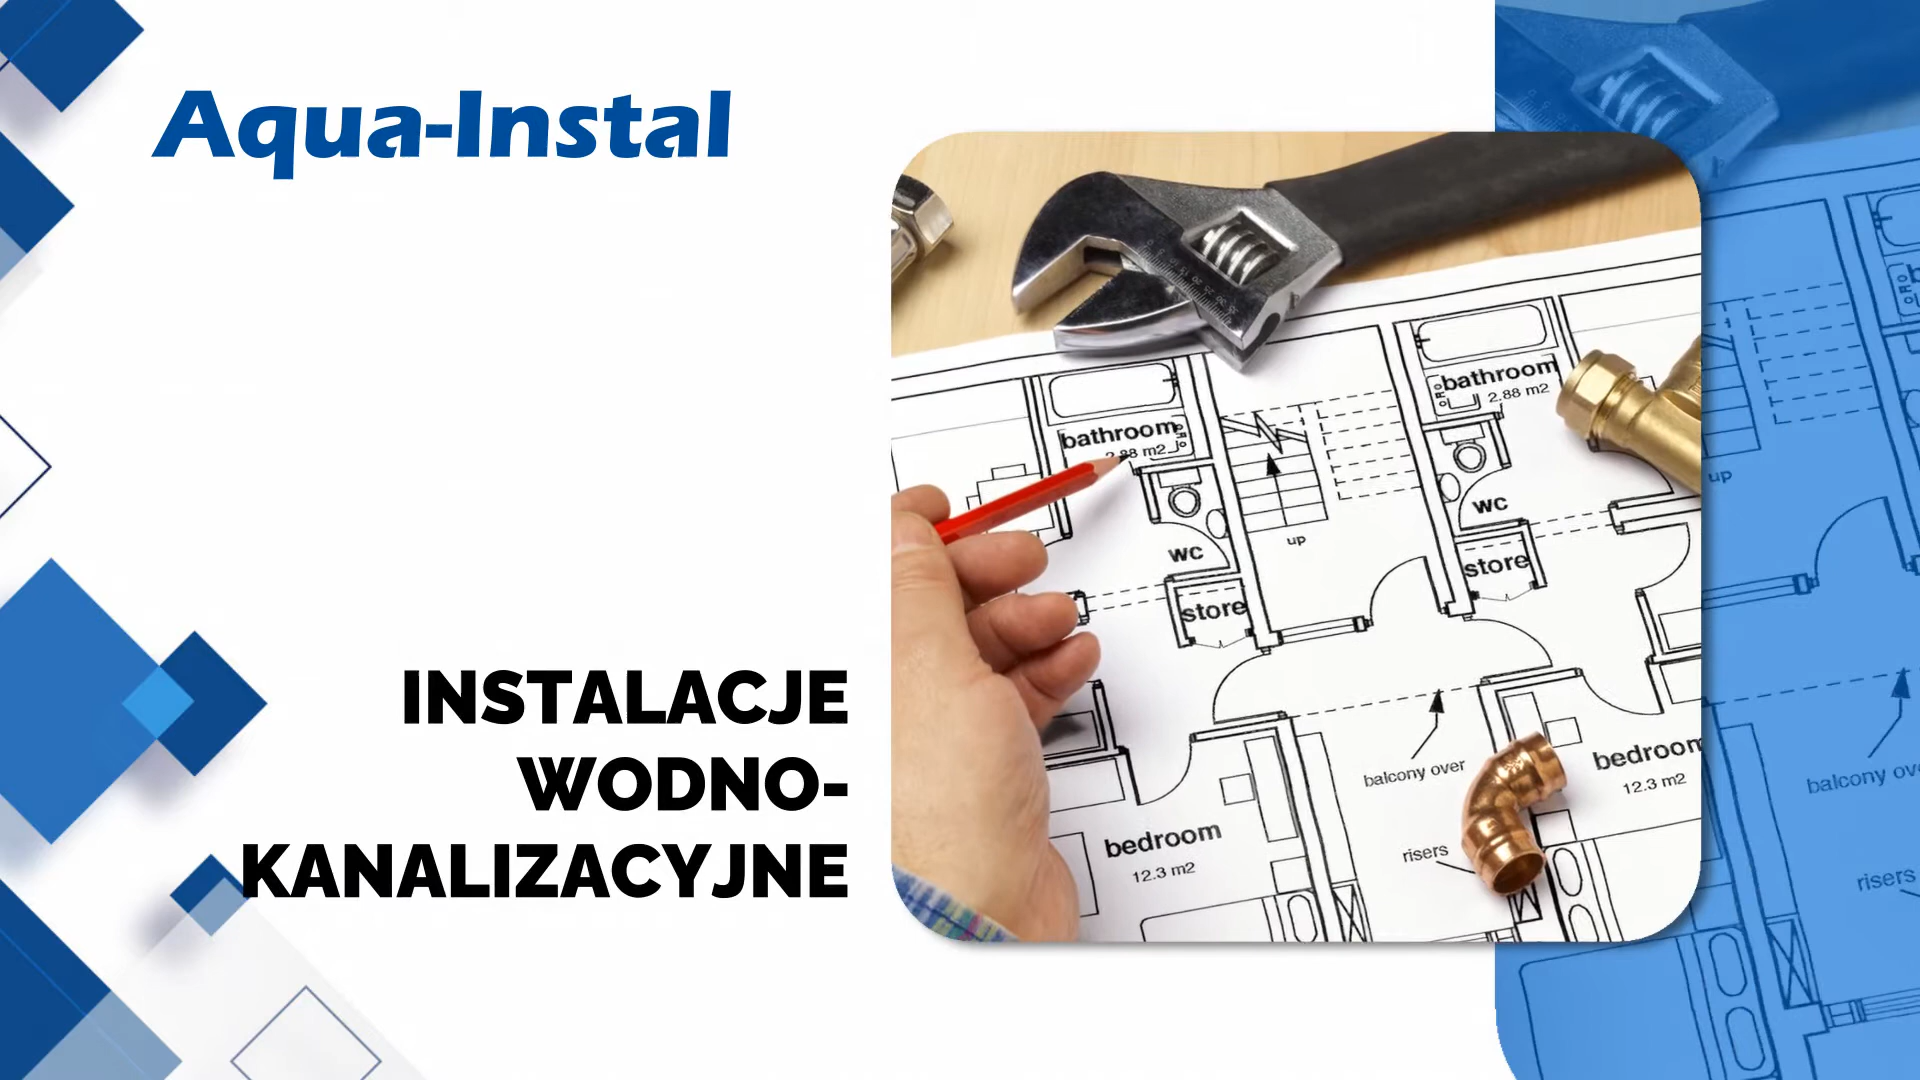 Aqua-Instal
INSTALACJE
WODNO-
KANALIZACYJNE
bathroom
2.88 m2
bathroom
2.88 m2
wc
wc
store
store
up
up
balcony over
bedroom
12.3 m2
bedroom
12.3 m2
risers
balcony ov
risers